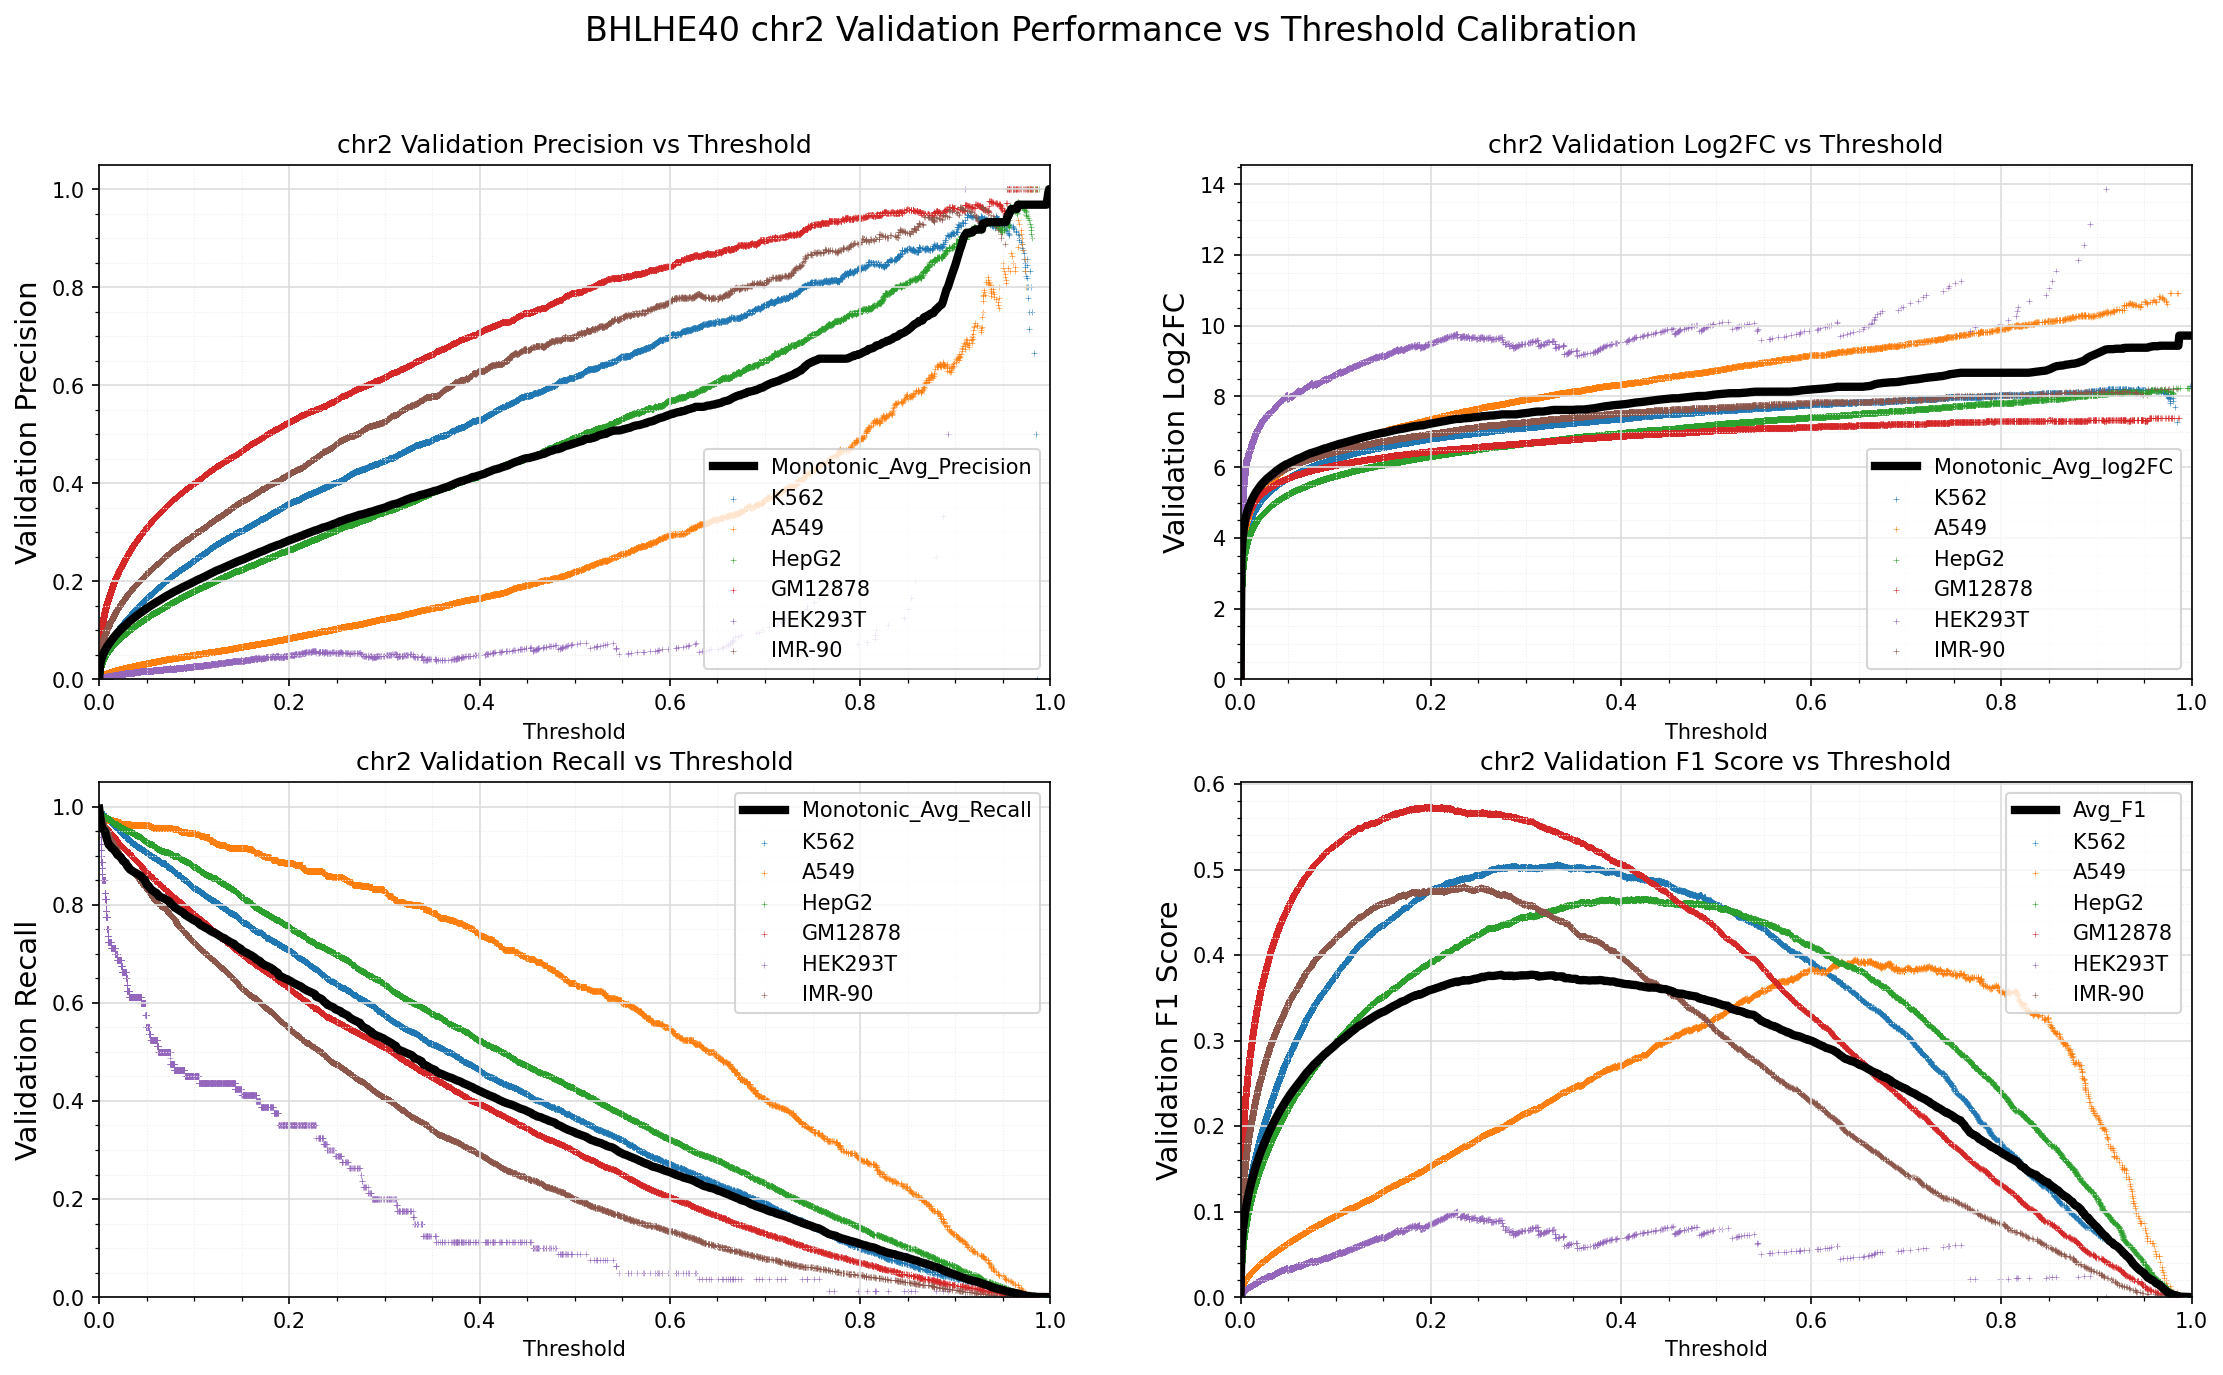 BHLHE40 chr2 Validation Performance vs Threshold Calibration
chr2 Validation Precision vs Threshold
Validation Precision
1.0
0.8
0.6
0.4
0.2
0.0
Monotonic_Avg_Precision
K562
A549
HepG2
GM12878
HEK293T
IMR-90
0.0 0.2 0.4 0.6 0.8 1.0
Threshold
chr2 Validation Log2FC vs Threshold
Validation Log2FC
14
12
10
8
6
4
2
0
Monotonic_Avg_log2FC
K562
A549
HepG2
GM12878
HEK293T
IMR-90
0.0 0.2 0.4 0.6 0.8 1.0
Threshold
chr2 Validation Recall vs Threshold
Validation Recall
1.0
0.8
0.6
0.4
0.2
0.0
Monotonic_Avg_Recall
K562
A549
HepG2
GM12878
HEK293T
IMR-90
0.0 0.2 0.4 0.6 0.8 1.0
Threshold
chr2 Validation F1 Score vs Threshold
Validation F1 Score
0.6
0.5
0.4
0.3
0.2
0.1
0.0
Avg_F1
K562
A549
HepG2
GM12878
HEK293T
IMR-90
0.0 0.2 0.4 0.6 0.8 1.0
Threshold